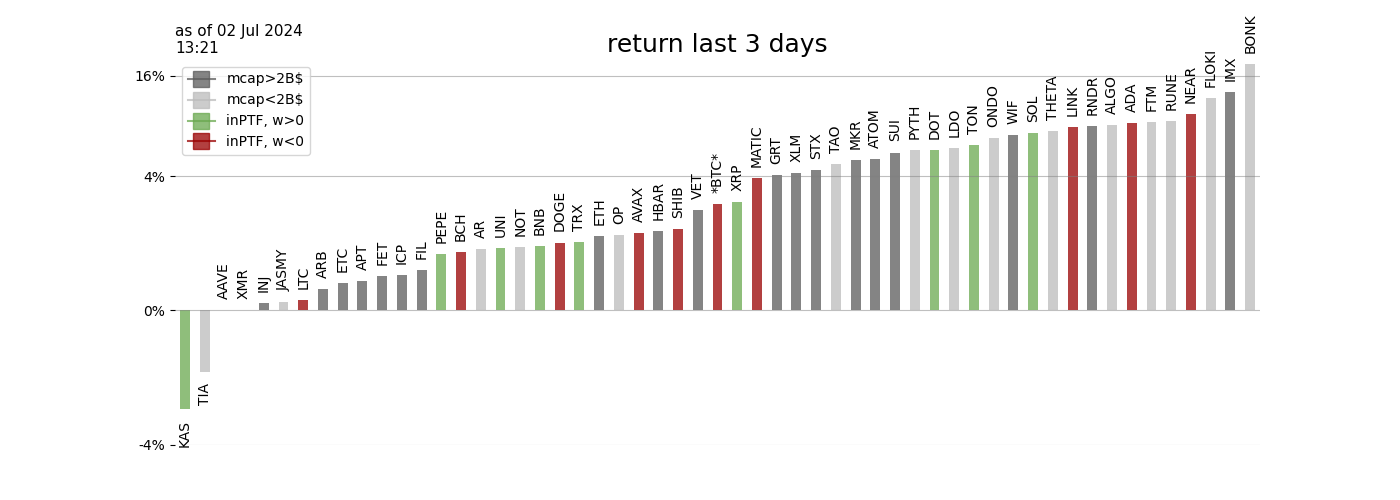 as of 02 Jul 2024
13:21
return last 3 days
16%
4%
0%
-4%
mcap>2B$
mcap<2B$
inPTF, w>0
inPTF, w<0
KAS
TIA
AAVE
XMR
INJ
JASMY
LTC
ARB
ETC
APT
FET
ICP
FIL
PEPE
BCH
AR
UNI
NOT
BNB
DOGE
TRX
ETH
OP
AVAX
HBAR
SHIB
VET
*BTC*
XRP
MATIC
GRT
XLM
STX
TAO
MKR
ATOM
SUI
PYTH
DOT
LDO
TON
ONDO
WIF
SOL
THETA
LINK
RNDR
ALGO
ADA
FTM
RUNE
NEAR
FLOKI
IMX
BONK